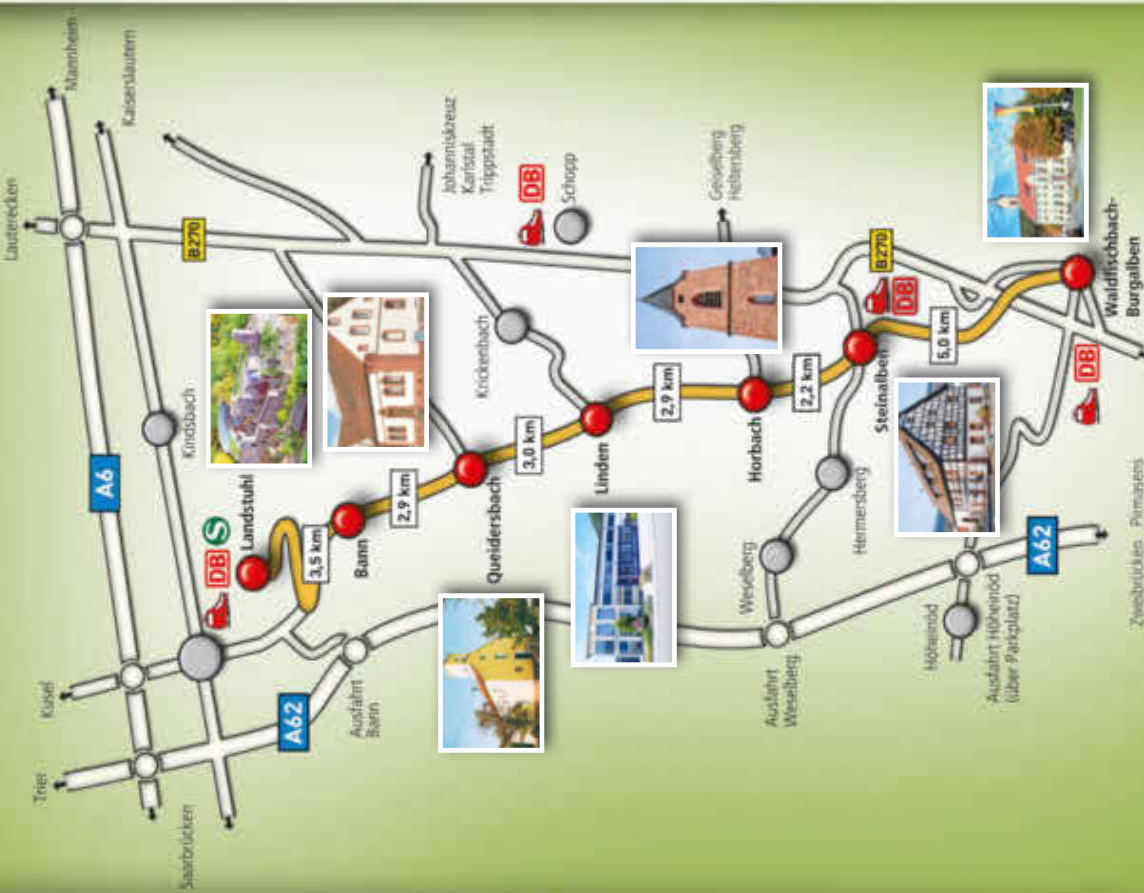 Lauterecken
Mannheim
Kaiserslautern
B270
Johanniskreuz
Karlstal
Trippstadt
DB
Schopp
Geiselberg
Heltersberg
B270
DB
Waldfischbach-
Burgalben
DB
Kindsbach
Krickenbach
A6
DB S
Landstuhl
3,5 km
Bann
2,9 km
Queidersbach
3,0 km
Linden
2,9 km
Horbach
2,2 km
Steinalben
5,0 km
Hermersberg
Weselberg
Ausfahrt
Weselberg
Höheinöd
Ausfahrt Höheinöd
(über Parkplatz)
A62
Zweibrücken Pirmasens
Kusel
Trier
Saarbrücken
A62
Ausfahrt
Bann